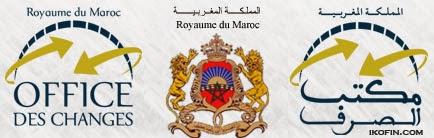 Royaume du Maroc
OFFICE
DES CHANGES
المملكة المغربية
Royaume du Maroc
المملكة المغربية
مكتب
الصرف
IKOFIN.COM